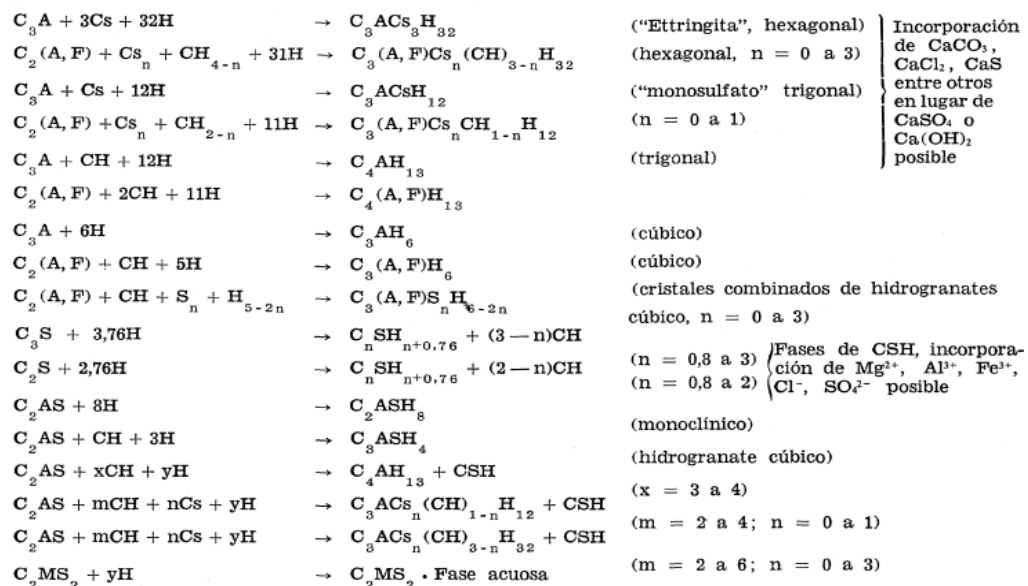 C₃A + 3Cs + 32H → C₃ACs₃H₃₂ ("Ettringita", hexagonal)
C₂(A, F) + Csₙ + CH₄₋ₙ + 31H → C₃(A, F)Csₙ(CH)₃₋ₙH₃₂ (hexagonal, n = 0 a 3)
C₃A + Cs + 12H → C₃ACsH₁₂ ("monosulfato" trigonal)
C₂(A, F) +Csₙ + CH₂₋ₙ + 11H → C₃(A, F)CsₙCH₁₋ₙH₁₂ (n = 0 a 1)
Incorporación
de CaCO₃,
CaCl₂, CaS
entre otros
en lugar de
CaSO₄ o
Ca(OH)₂
posible
C₃A + CH + 12H → C₄AH₁₃ (trigonal)
C₂(A, F) + 2CH + 11H → C₄(A, F)H₁₃
C₃A + 6H → C₃AH₆ (cúbico)
C₂(A, F) + CH + 5H → C₃(A, F)H₆ (cúbico)
C₂(A, F) + CH + Sₙ + H₅₋₂ₙ → C₃(A, F)SₙH₆₋₂ₙ (cristales combinados de hidrogranates
cúbico, n = 0 a 3)
C₃S + 3,76H → CₙSHₙ₊₀,₇₆ + (3—n)CH (n = 0,8 a 3)
C₂S + 2,76H → CₙSHₙ₊₀,₇₆ + (2—n)CH (n = 0,8 a 2)
Fases de CSH, incorpora-
ción de Mg²⁺, Al³⁺, Fe³⁺,
Cl⁻, SO₄²⁻ posible
C₂AS + 8H → C₂ASH₈ (monoclínico)
C₂AS + CH + 3H → C₃ASH₄ (hidrogranate cúbico)
C₂AS + xCH + yH → C₄AH₁₃ + CSH (x = 3 a 4)
C₂AS + mCH + nCs + yH → C₃ACsₙ(CH)₁₋ₙH₁₂ + CSH (m = 2 a 4; n = 0 a 1)
C₂AS + mCH + nCs + yH → C₃ACsₙ(CH)₃₋ₙH₃₂ + CSH (m = 2 a 6; n = 0 a 3)
C₂MS₂ + yH → C₂MS₂ · Fase acuosa